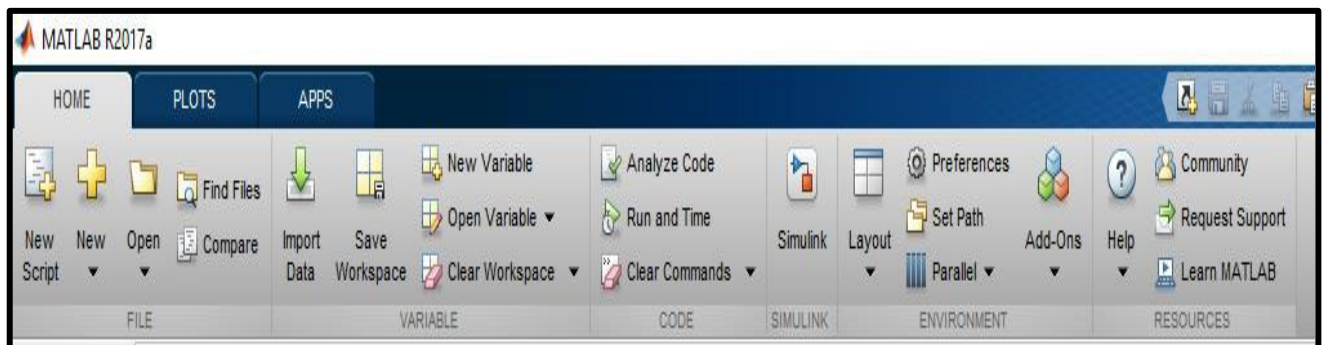 MATLAB R2017a
HOME PLOTS APPS
New Script
New
Open
Find Files
Compare
FILE
Import Data
Save Workspace
New Variable
Open Variable
Clear Workspace
VARIABLE
Analyze Code
Run and Time
Clear Commands
CODE
Simulink
SIMULINK
Layout
Preferences
Set Path
Parallel
Add-Ons
ENVIRONMENT
Help
Community
Request Support
Learn MATLAB
RESOURCES